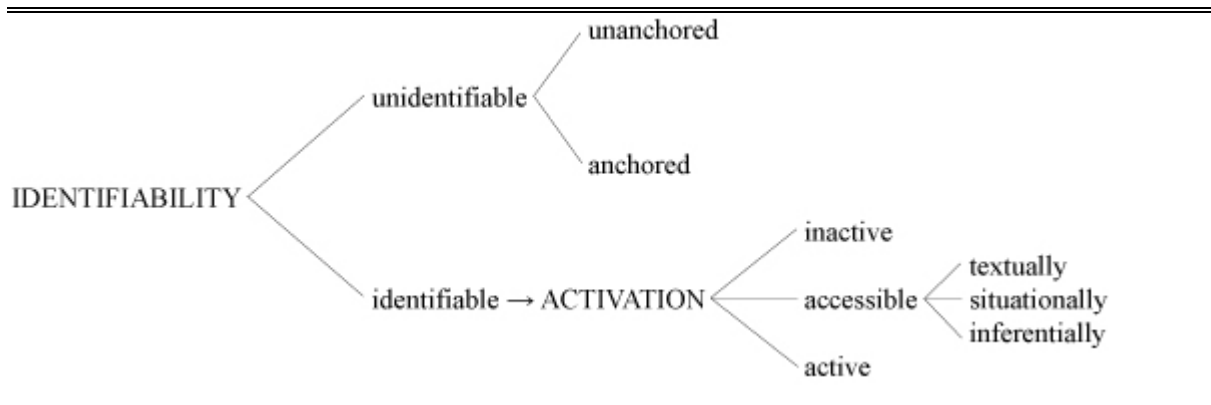 unanchored
unidentifiable
anchored
IDENTIFIABILITY
inactive
textually
identifiable → ACTIVATION accessible situationally
inferentially
active